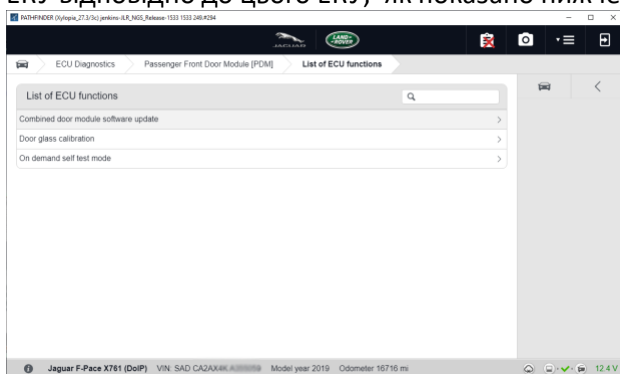 ЕКУ відповідно до цього ЕКУ, як показано нижче
PATHFINDER (Xylopia_27.3/3c) jenkins-JLR_NGS_Release-1533 1533 248 #294
JAGUAR
LAND-ROVER
ECU Diagnostics
Passenger Front Door Module [PDM]
List of ECU functions
List of ECU functions
Combined door module software update
Door glass calibration
On demand self test mode
Jaguar F-Pace X761 (DoIP) VIN: SAD CA2AX4K Model year 2019 Odometer 16716 mi 12.4 V